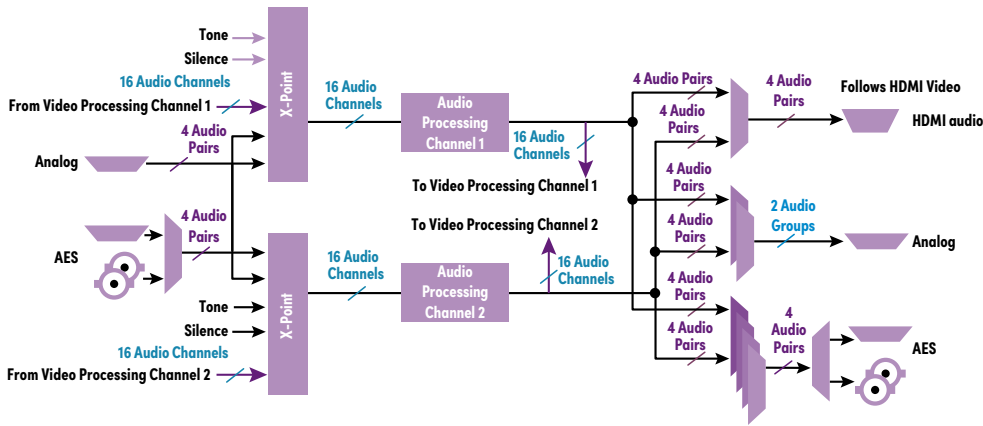 Tone
Silence
16 Audio Channels
From Video Processing Channel 1
4 Audio
Pairs
Analog
X-Point
16 Audio
Channels
Audio
Processing
Channel 1
16 Audio
Channels
To Video Processing Channel 1
4 Audio Pairs
4 Audio
Pairs
4 Audio
Pairs
Follows HDMI Video
HDMI audio
AES
4 Audio
Pairs
Tone
Silence
16 Audio Channels
From Video Processing Channel 2
X-Point
16 Audio
Channels
Audio
Processing
Channel 2
To Video Processing Channel 2
16 Audio
Channels
4 Audio
Pairs
4 Audio
Pairs
2 Audio
Groups
Analog
4 Audio
Pairs
4 Audio
Pairs
4
Audio
Pairs
AES